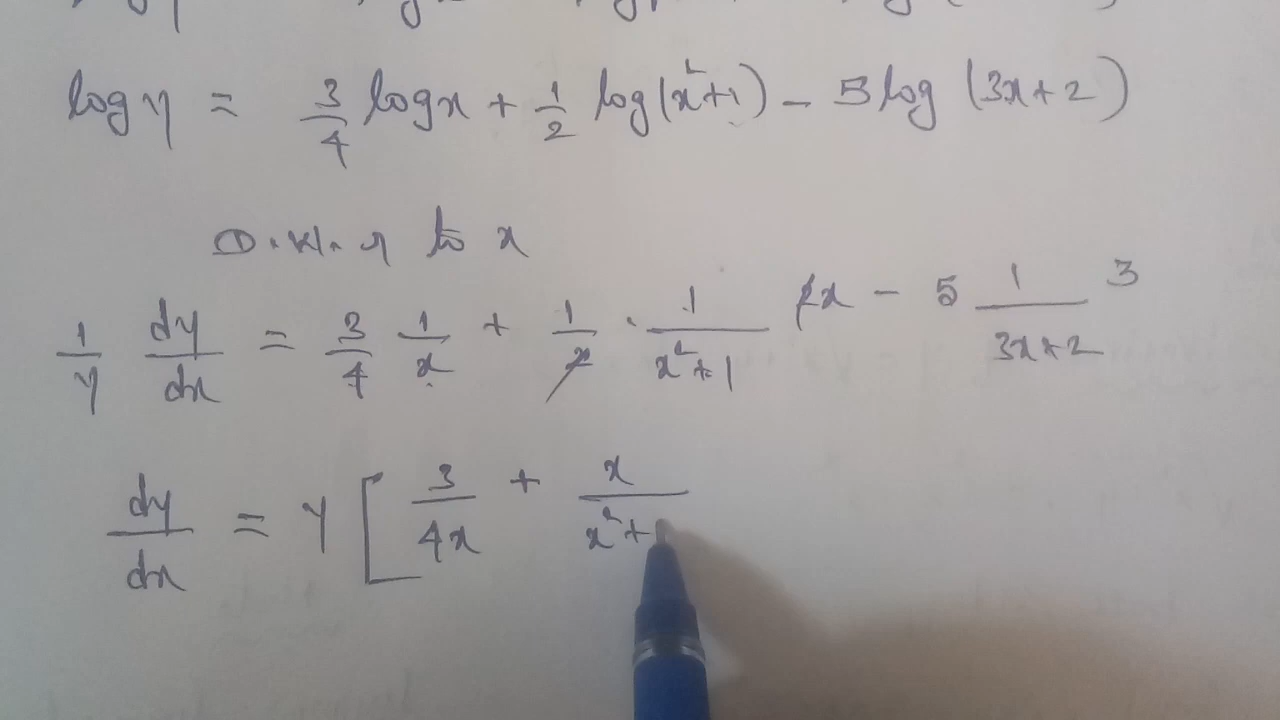 log y = 3/4 log x + 1/2 log(x²+1) - 5 log (3x+2)
D.W.r to x
1/y dy/dx = 3/4 1/x + 1/2 · 1/x²+1 2x - 5 1/3x+2 3
dy/dx = y [ 3/4x + x/x²+